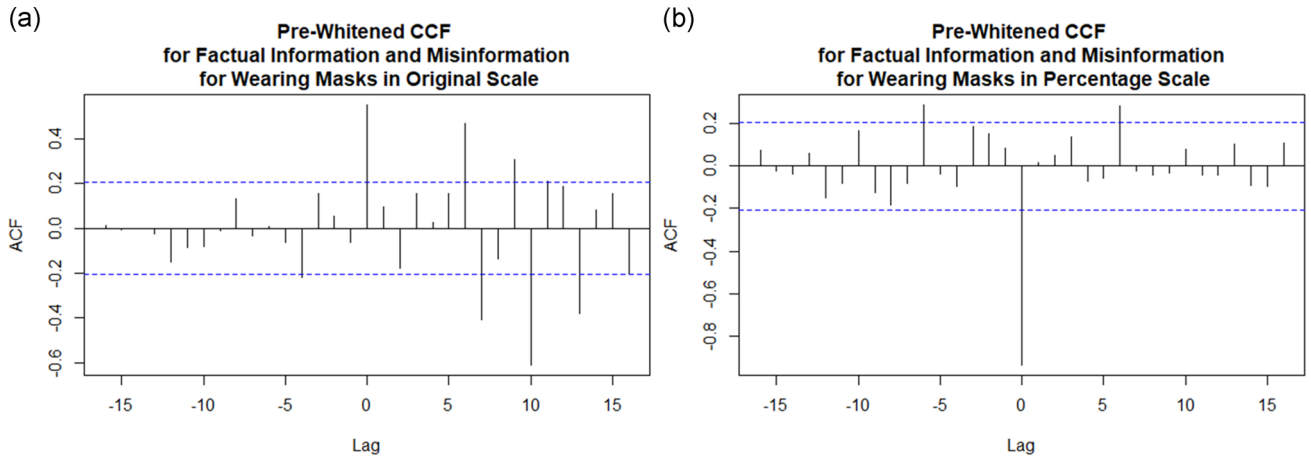 (a)
Pre-Whitened CCF
for Factual Information and Misinformation
for Wearing Masks in Original Scale
ACF
0.4
0.2
0.0
-0.2
-0.4
-0.6
-15
-10
-5
0
5
10
15
Lag
(b)
Pre-Whitened CCF
for Factual Information and Misinformation
for Wearing Masks in Percentage Scale
ACF
0.2
0.0
-0.2
-0.4
-0.6
-0.8
-15
-10
-5
0
5
10
15
Lag